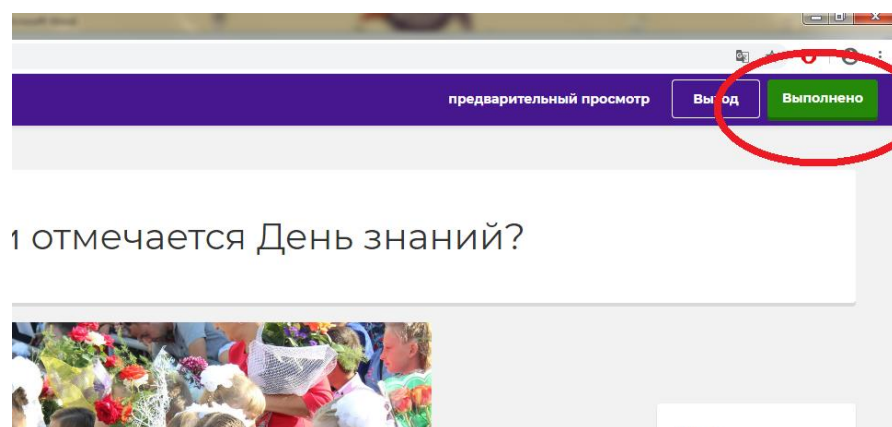 предварительный просмотр Выход Выполнено
и отмечается День знаний?